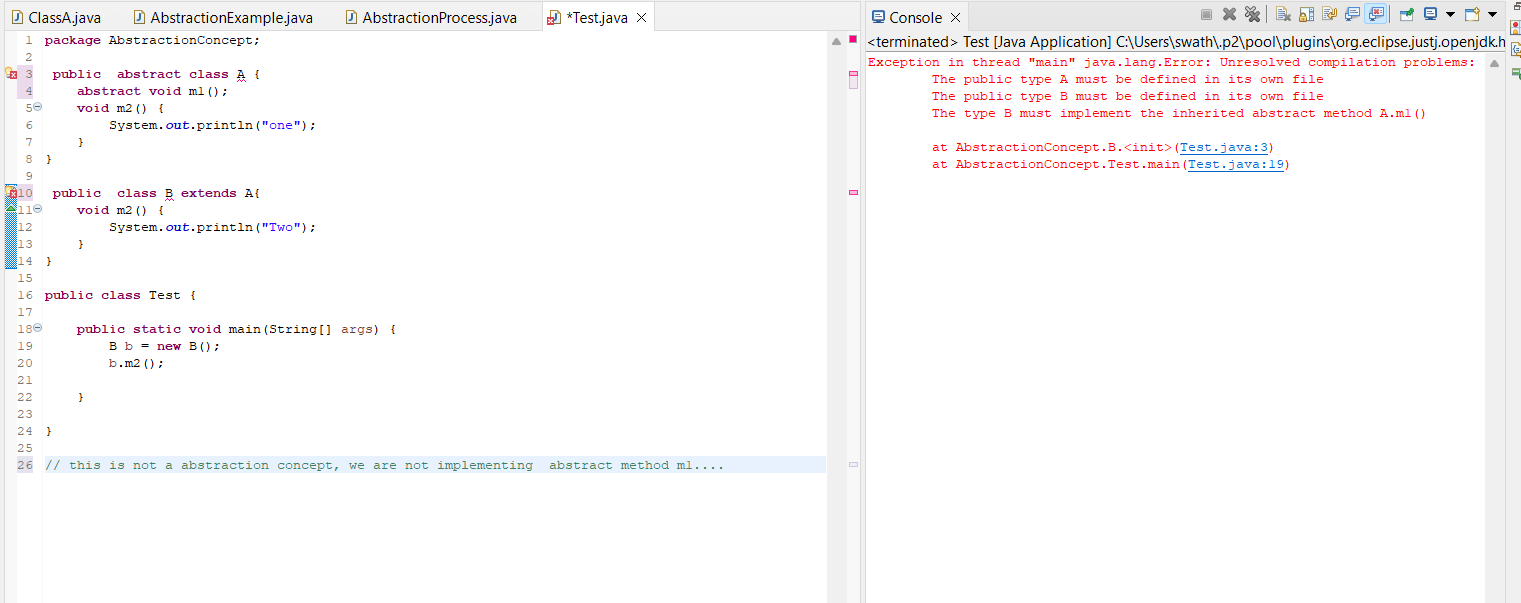 ClassA.java AbstractionExample.java AbstractionProcess.java *Test.java
1 package AbstractionConcept;
2
3 public  abstract class A {
4 abstract void m1();
5 void m2() {
6 System.out.println("one");
7 }
8 }
9
10 public  class B extends A{
11 void m2() {
12 System.out.println("Two");
13 }
14 }
15
16 public class Test {
17
18 public static void main(String[] args) {
19 B b = new B();
20 b.m2();
21
22 }
23
24 }
25
26 // this is not a abstraction concept, we are not implementing  abstract method m1....
Console
<terminated> Test [Java Application] C:\Users\swath\.p2\pool\plugins\org.eclipse.justj.openjdk.h
Exception in thread "main" java.lang.Error: Unresolved compilation problems:
The public type A must be defined in its own file
The public type B must be defined in its own file
The type B must implement the inherited abstract method A.m1()
at AbstractionConcept.B.<init>(Test.java:3)
at AbstractionConcept.Test.main(Test.java:19)